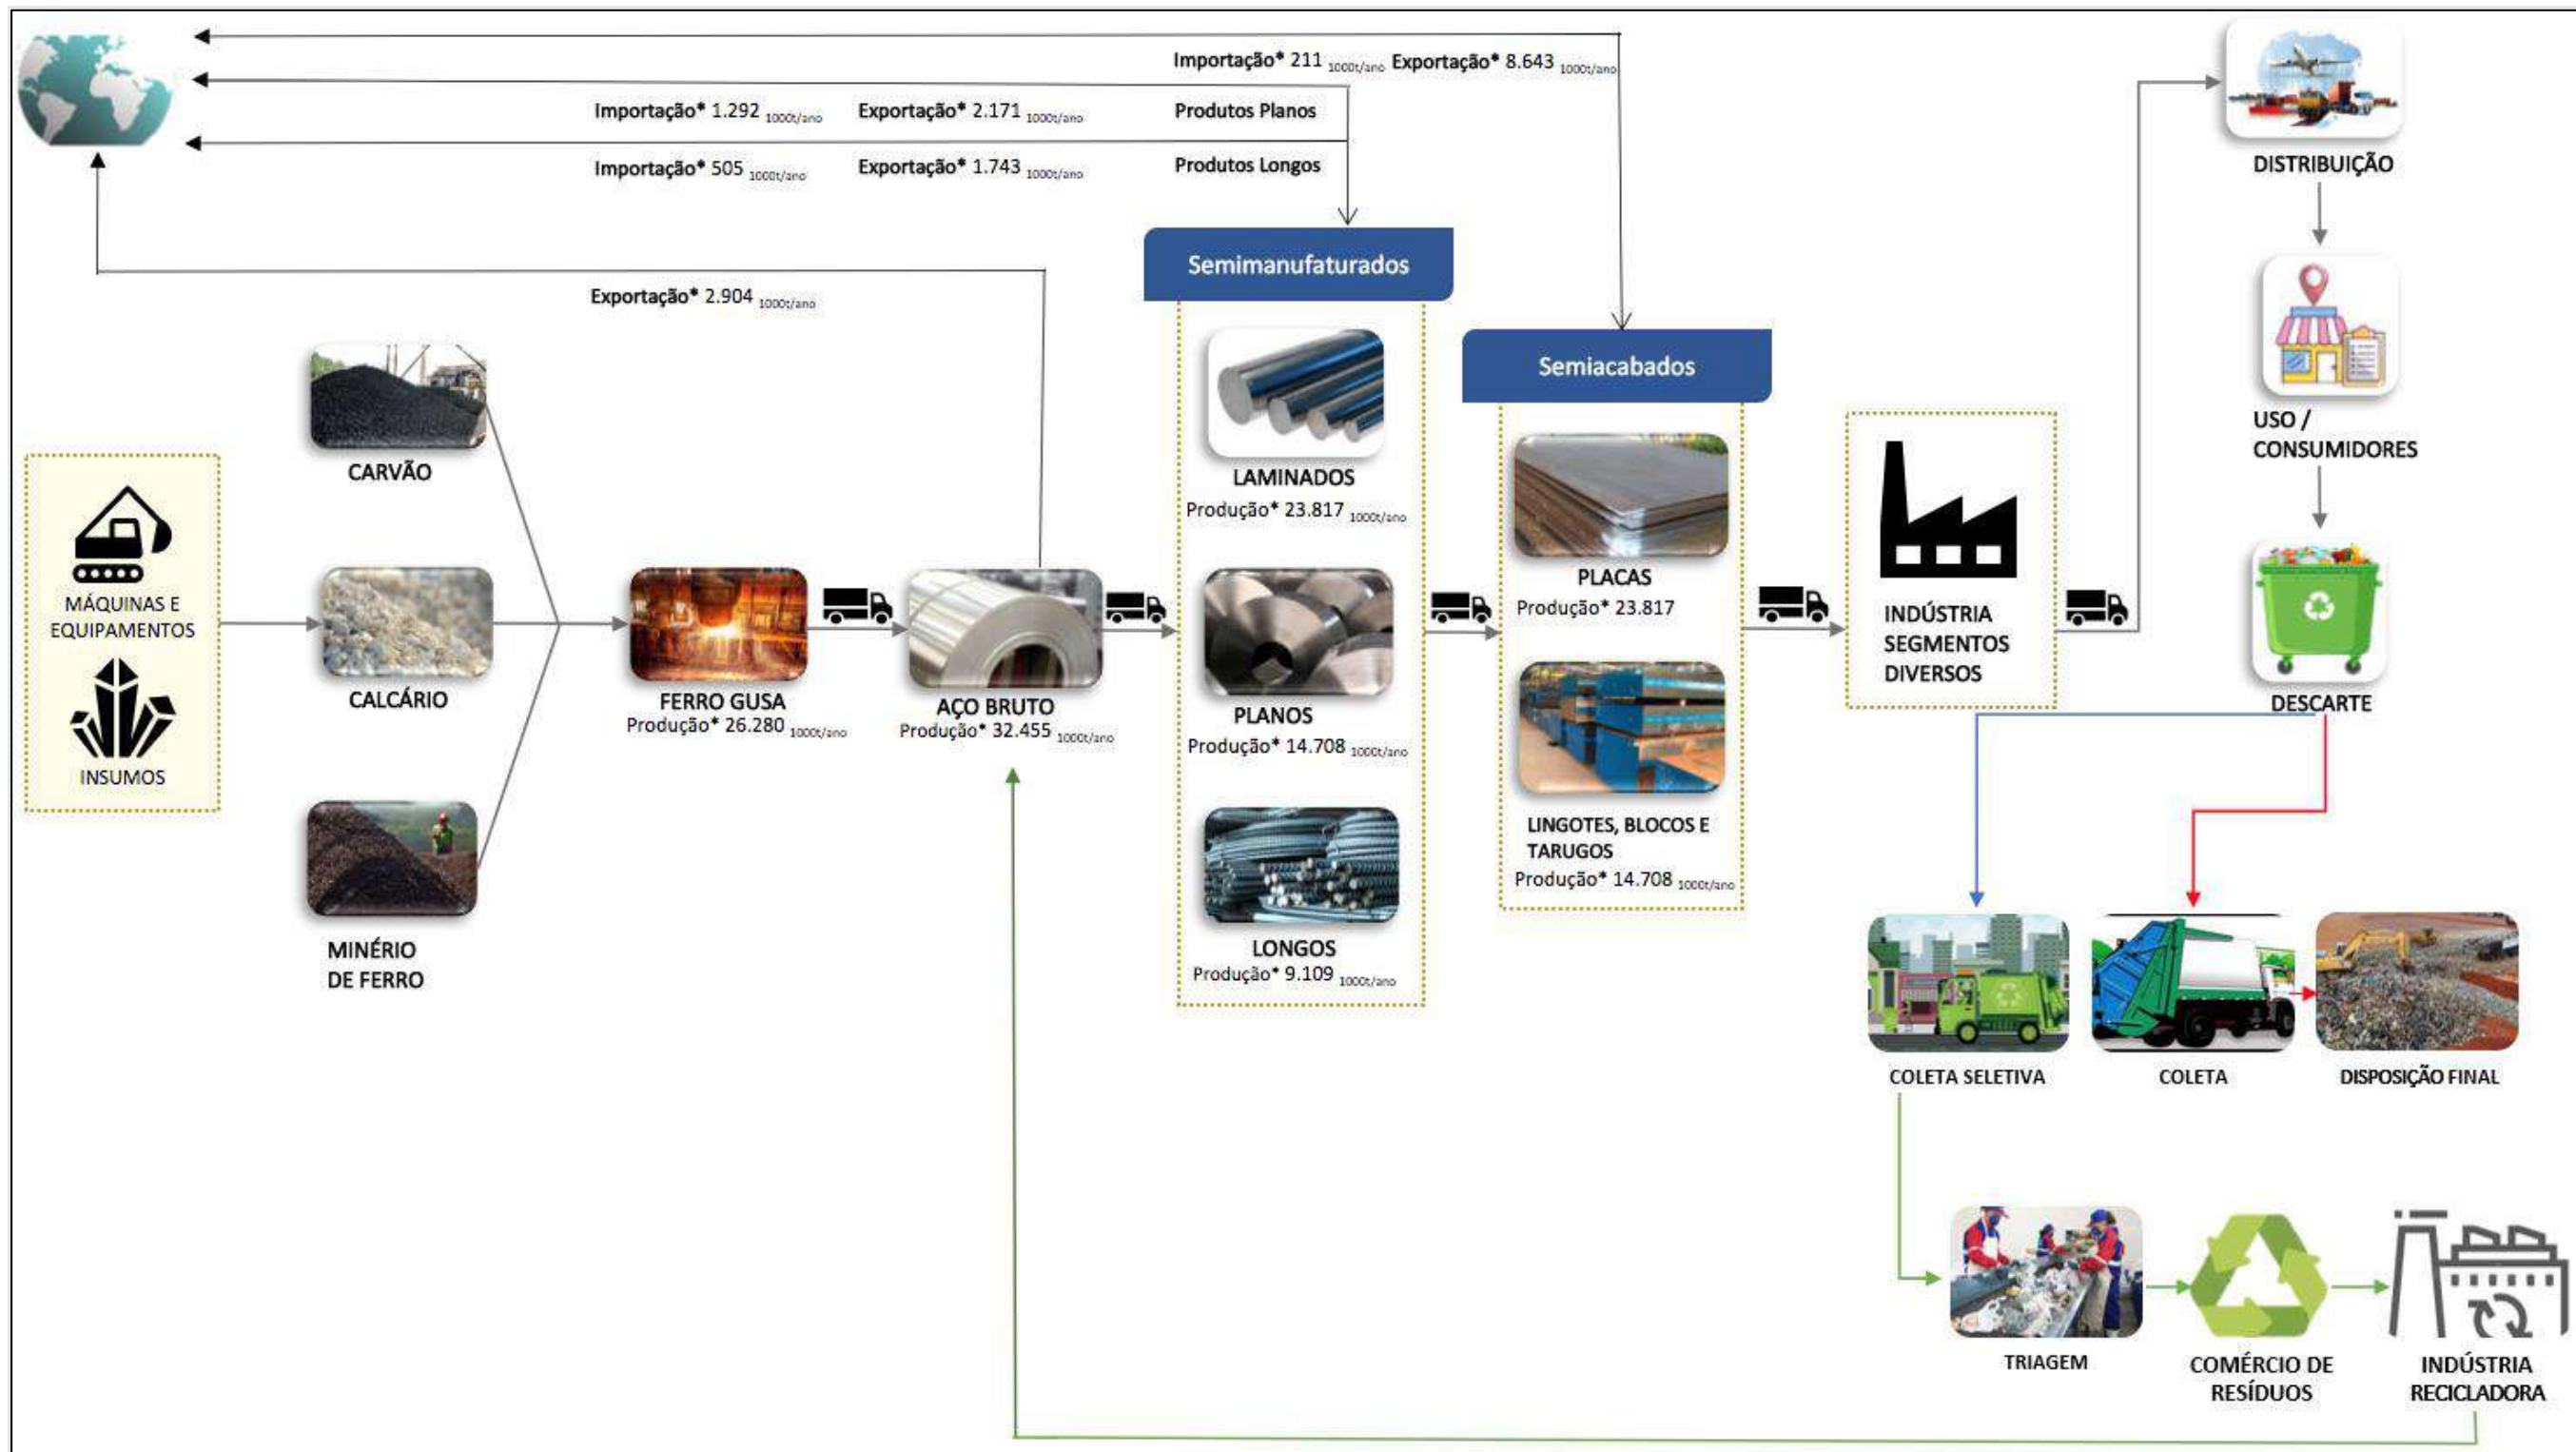 Importação* 211 1000t/ano Exportação* 8.643 1000t/ano
Importação* 1.292 1000t/ano Exportação* 2.171 1000t/ano Produtos Planos
Importação* 505 1000t/ano Exportação* 1.743 1000t/ano Produtos Longos
Exportação* 2.904 1000t/ano
MÁQUINAS E
EQUIPAMENTOS
INSUMOS
CARVÃO
CALCÁRIO
MINÉRIO
DE FERRO
FERRO GUSA
Produção* 26.280 1000t/ano
AÇO BRUTO
Produção* 32.455 1000t/ano
Semimanufaturados
LAMINADOS
Produção* 23.817 1000t/ano
PLANOS
Produção* 14.708 1000t/ano
LONGOS
Produção* 9.109 1000t/ano
Semiacabados
PLACAS
Produção* 23.817
LINGOTES, BLOCOS E
TARUGOS
Produção* 14.708 1000t/ano
INDÚSTRIA
SEGMENTOS
DIVERSOS
DISTRIBUIÇÃO
USO /
CONSUMIDORES
DESCARTE
COLETA SELETIVA
COLETA
DISPOSIÇÃO FINAL
TRIAGEM
COMÉRCIO DE
RESÍDUOS
INDÚSTRIA
RECICLADORA